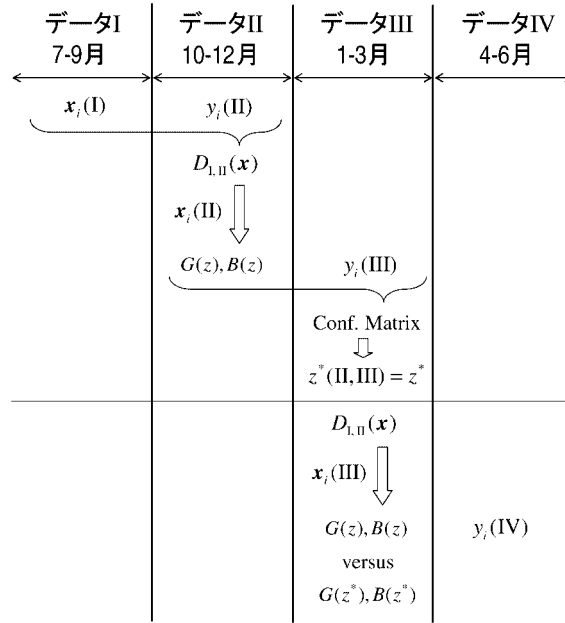 データI データII データIII データIV
7-9月 10-12月 1-3月 4-6月
x_i(I) y_i(II)
D_{I,II}(x)
x_i(II)
G(z), B(z) y_i(III)
Conf. Matrix
z^*(II,III) = z^*
D_{I,II}(x)
x_i(III)
G(z), B(z) y_i(IV)
versus
G(z^*), B(z^*)